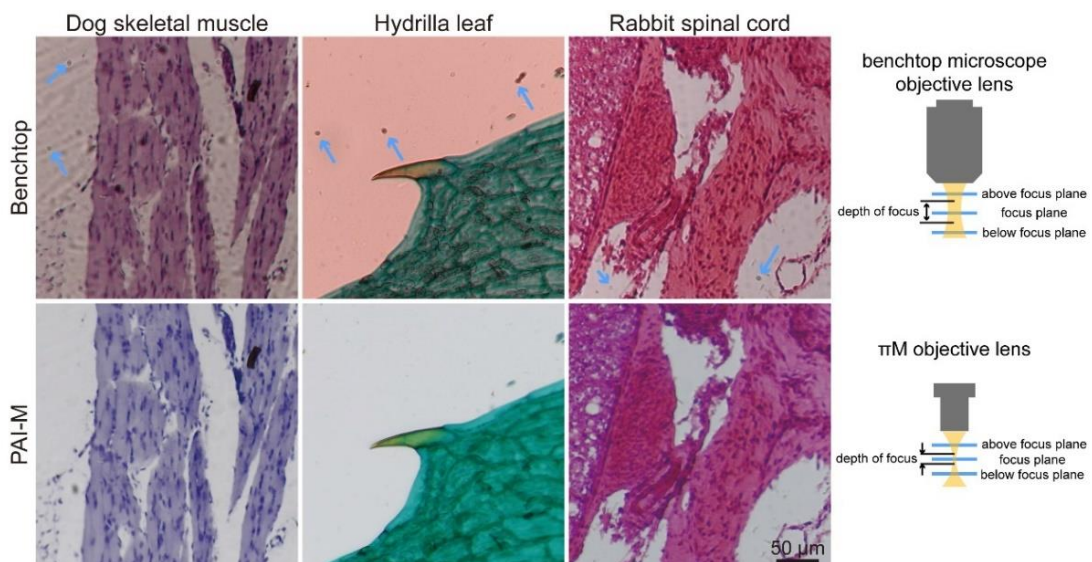 Dog skeletal muscle
Hydrilla leaf
Rabbit spinal cord
Benchtop
PAI-M
50 µm
benchtop microscope
objective lens
above focus plane
depth of focus
focus plane
below focus plane
πM objective lens
above focus plane
depth of focus
focus plane
below focus plane